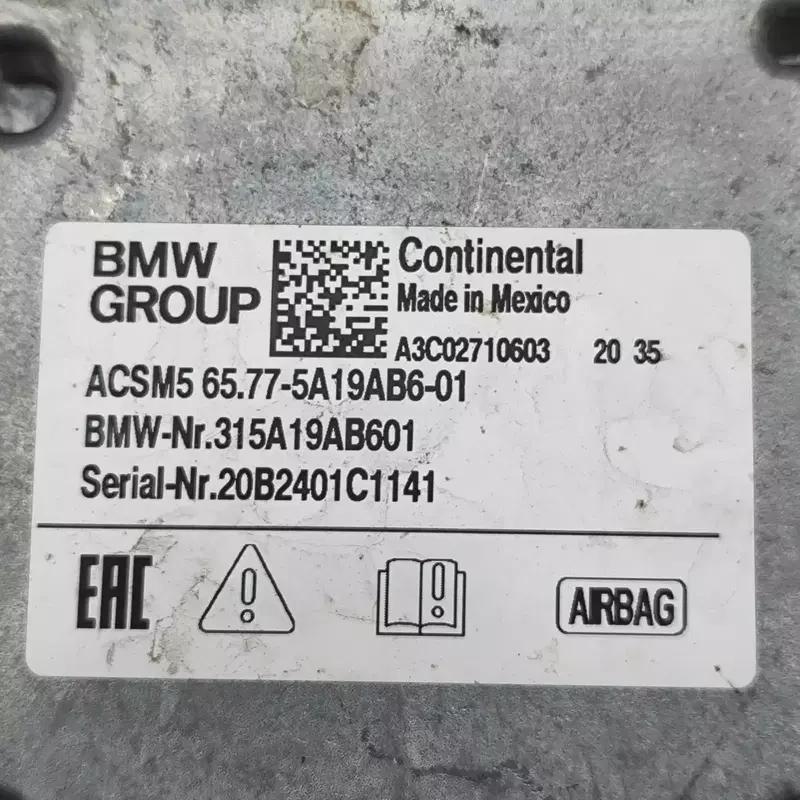 BMW
GROUP
Continental
Made in Mexico
A3C02710603 20 35
ACSM5 65.77-5A19AB6-01
BMW-Nr.315A19AB601
Serial-Nr.20B2401C1141
EAC
AIRBAG